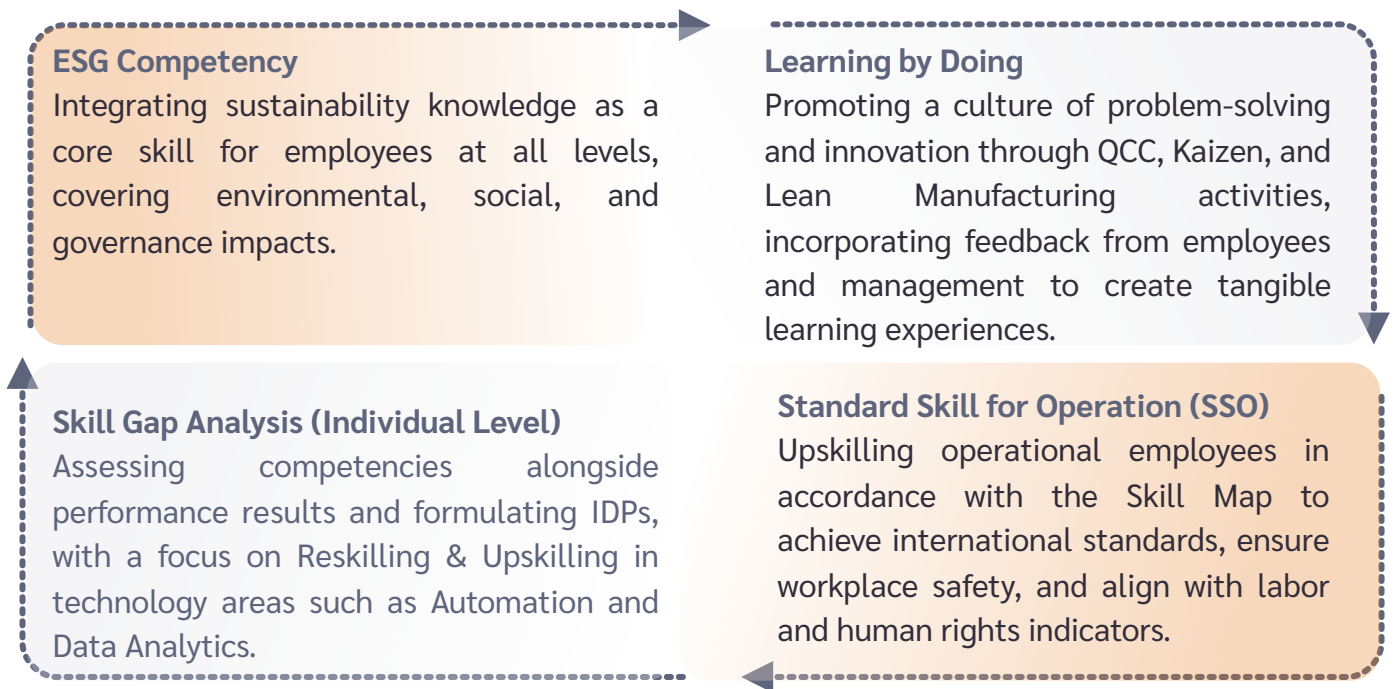 ESG Competency
Integrating sustainability knowledge as a
core skill for employees at all levels,
covering environmental, social, and
governance impacts.
Learning by Doing
Promoting a culture of problem-solving
and innovation through QCC, Kaizen, and
Lean Manufacturing activities,
incorporating feedback from employees
and management to create tangible
learning experiences.
Skill Gap Analysis (Individual Level)
Assessing competencies alongside
performance results and formulating IDPs,
with a focus on Reskilling & Upskilling in
technology areas such as Automation and
Data Analytics.
Standard Skill for Operation (SSO)
Upskilling operational employees in
accordance with the Skill Map to
achieve international standards, ensure
workplace safety, and align with labor
and human rights indicators.